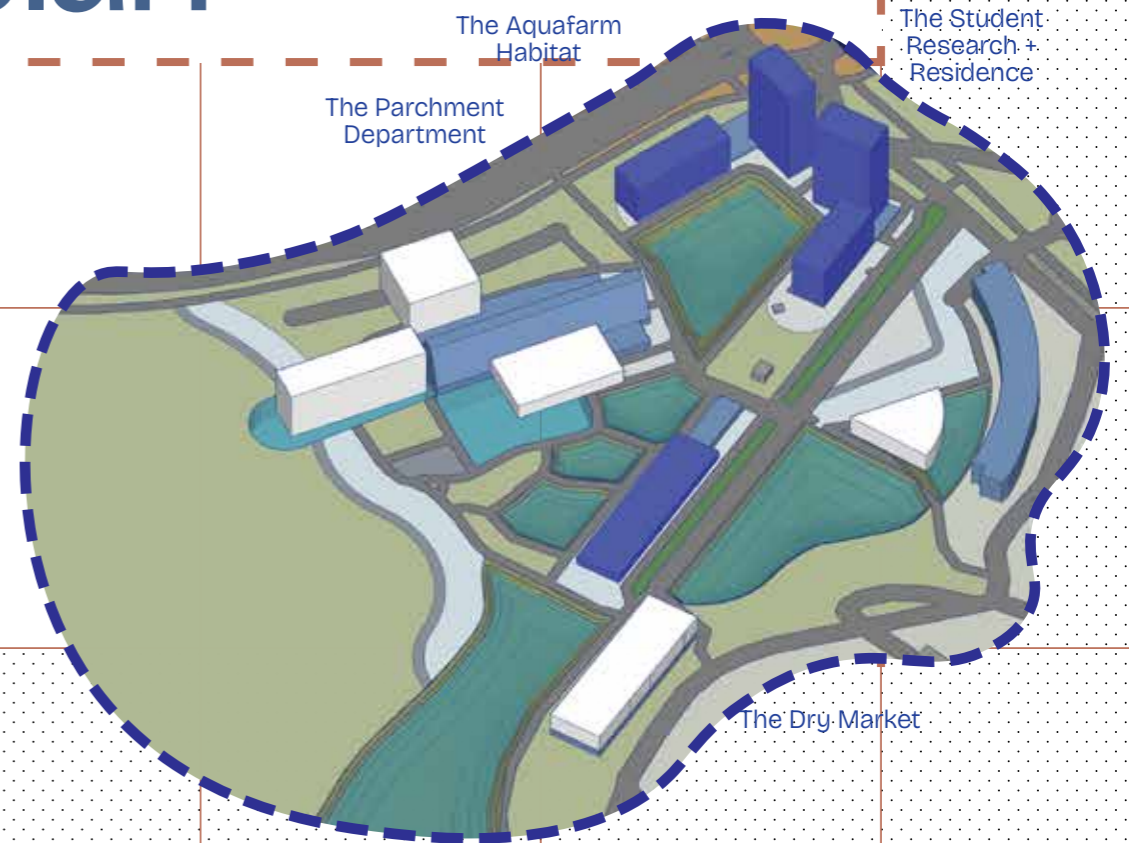 The Aquafarm
Habitat
The Student
Research +
Residence
The Parchment
Department
The Dry Market